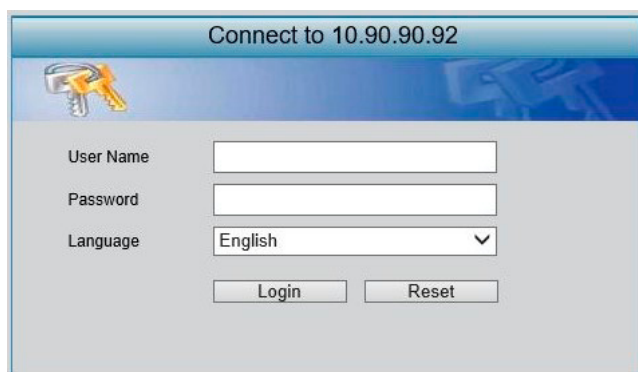 Connect to 10.90.90.92
User Name
Password
Language English
Login Reset